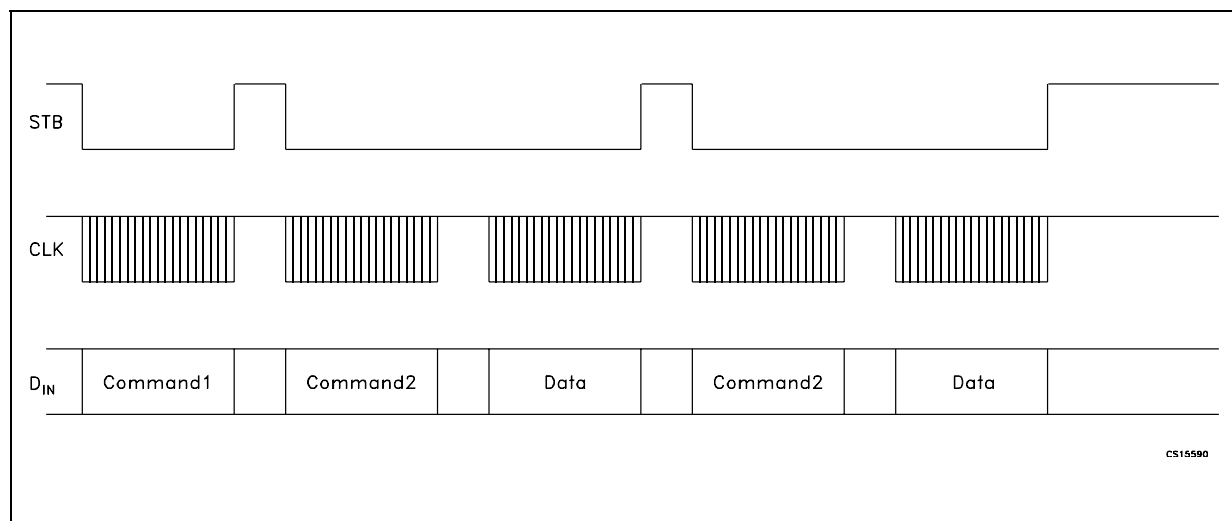 STB
CLK
DIN
Command1
Command2
Data
Command2
Data
CS15590